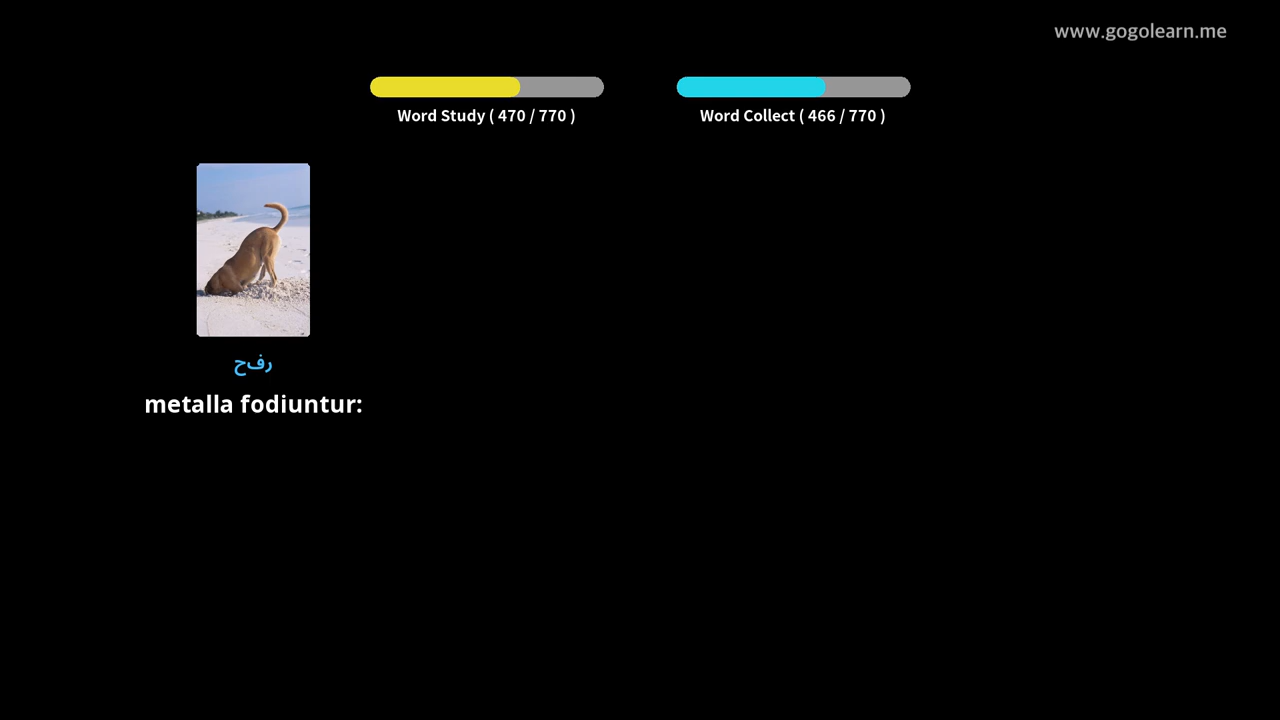 www.gogolearn.me
Word Study ( 470 / 770 )
Word Collect ( 466 / 770 )
رفح
metalla fodiuntur: